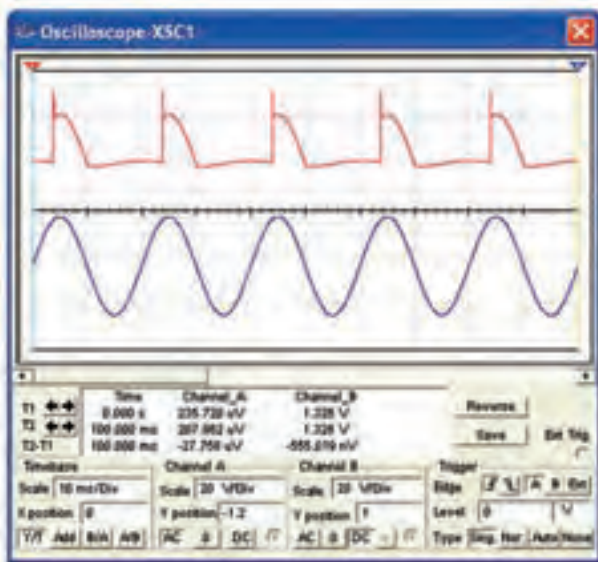 Oscilloscope-XSC1
Time Channel_A Channel_B
T1 0.000 s 1.326 V
T2 100.000 ms 1.326 V
T2-T1 100.000 ms
Reverse
Save
Ext Trig
Timebase Channel A Channel B Trigger
Scale 10 ms/Div Scale 20 V/Div Scale 20 V/Div Edge A B Ext
X position 0 Y position -1.2 Y position 1 Level 0 V
Y/T Add B/A A/B AC 0 DC AC 0 DC - Type Sing. Nor. Auto None